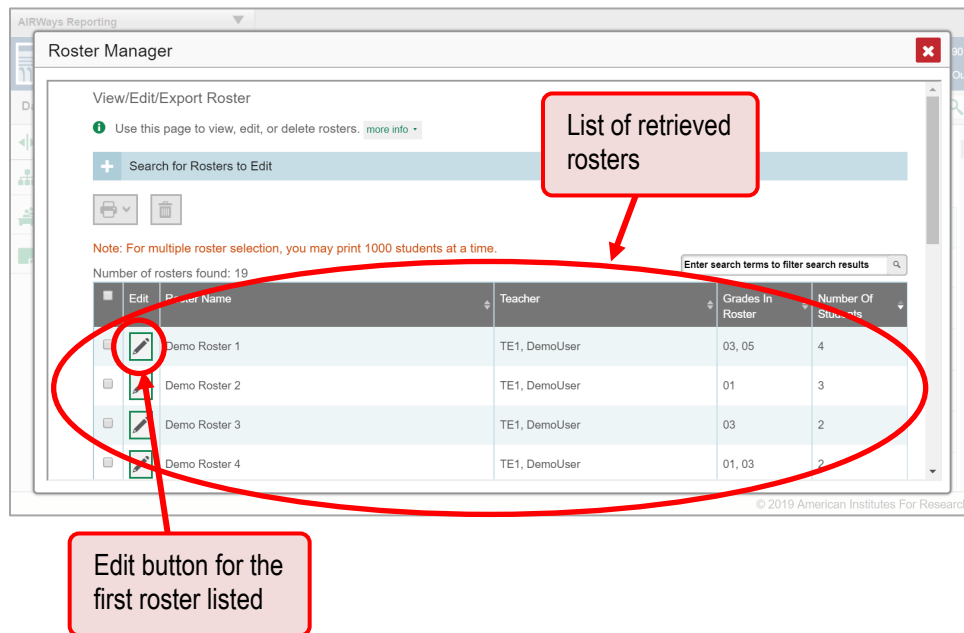 AIRWays Reporting
Roster Manager
View/Edit/Export Roster
Use this page to view, edit, or delete rosters. more info
Search for Rosters to Edit
List of retrieved
rosters
Note: For multiple roster selection, you may print 1000 students at a time.
Number of rosters found: 19
Enter search terms to filter search results
Edit Roster Name Teacher Grades In Roster Number Of Students
Demo Roster 1 TE1, DemoUser 03, 05 4
Demo Roster 2 TE1, DemoUser 01 3
Demo Roster 3 TE1, DemoUser 03 2
Demo Roster 4 TE1, DemoUser 01, 03 2
© 2019 American Institutes For Research
Edit button for the
first roster listed